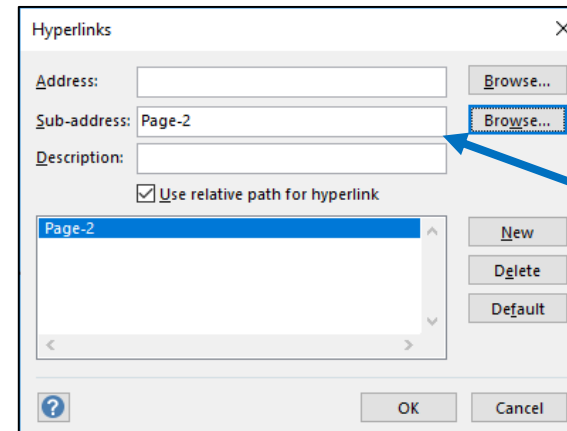 Hyperlinks
Address: Browse...
Sub-address: Page-2 Browse...
Description:
Use relative path for hyperlink
Page-2
New
Delete
Default
OK Cancel